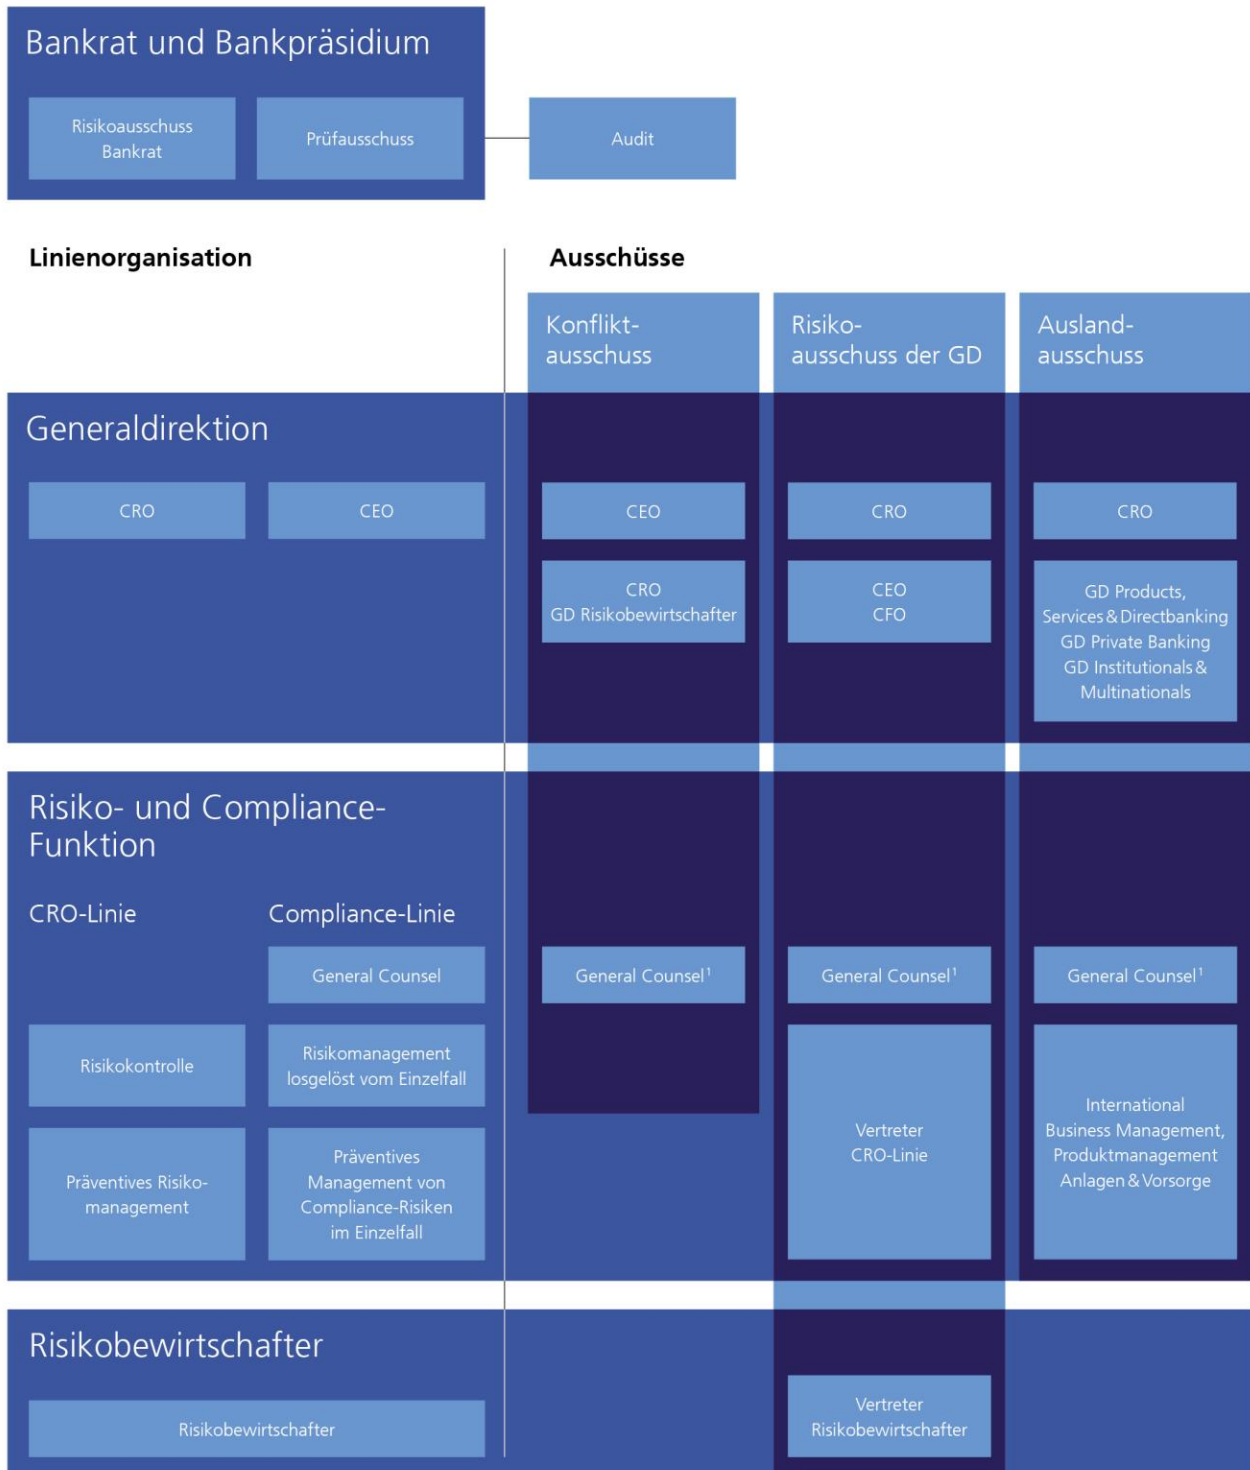 Bankrat und Bankpräsidium
Risikoausschuss
Bankrat
Prüfausschuss
Audit
Linienorganisation
Ausschüsse
Konflikt-
ausschuss
Risiko-
ausschuss der GD
Ausland-
ausschuss
Generaldirektion
CRO
CEO
CEO
CRO
CRO
CRO
GD Risikobewirtschafter
CEO
CFO
GD Products,
Services & Directbanking
GD Private Banking
GD Institutionals &
Multinationals
Risiko- und Compliance-
Funktion
CRO-Linie
Compliance-Linie
General Counsel
General Counsel¹
General Counsel¹
General Counsel¹
Risikokontrolle
Risikomanagement
losgelöst vom Einzelfall
Vertreter
CRO-Linie
International
Business Management,
Produktmanagement
Anlagen & Vorsorge
Präventives Risiko-
management
Präventives
Management von
Compliance-Risiken
im Einzelfall
Risikobewirtschafter
Risikobewirtschafter
Vertreter
Risikobewirtschafter